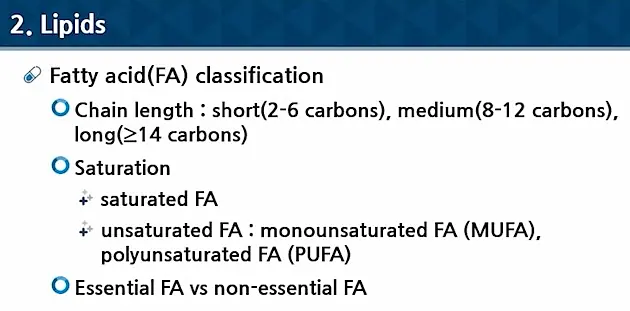 2. Lipids
Fatty acid(FA) classification
Chain length : short(2-6 carbons), medium(8-12 carbons),
long(≥14 carbons)
Saturation
saturated FA
unsaturated FA : monounsaturated FA (MUFA),
polyunsaturated FA (PUFA)
Essential FA vs non-essential FA